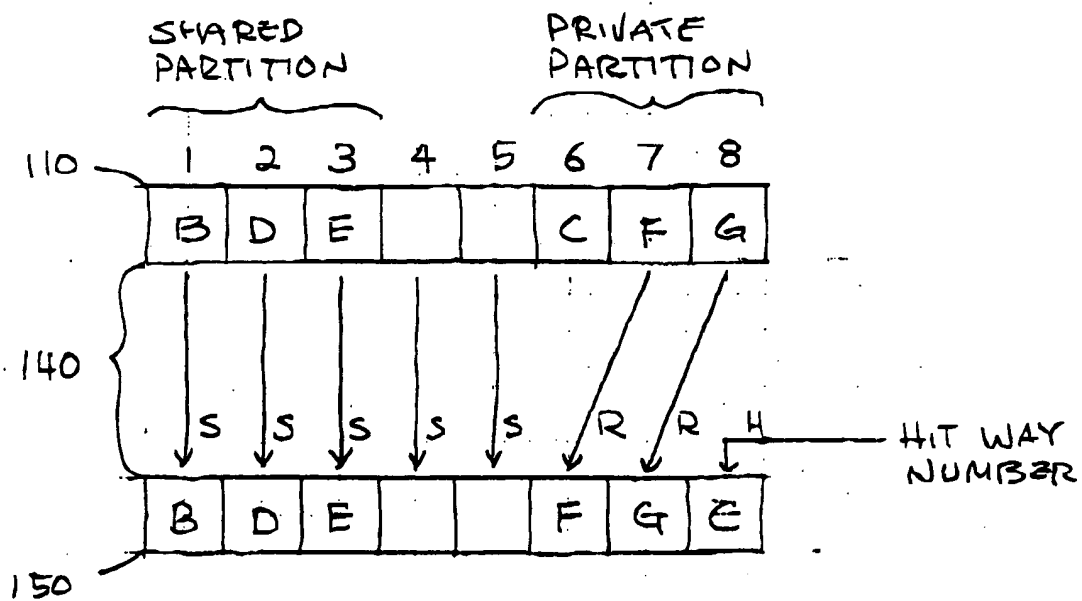 SHARED
PARTITION
PRIVATE
PARTITION
1 2 3 4 5 6 7 8
110
B D E C F G
140
S S S S S R R H
HIT WAY
NUMBER
B D E F G C
150